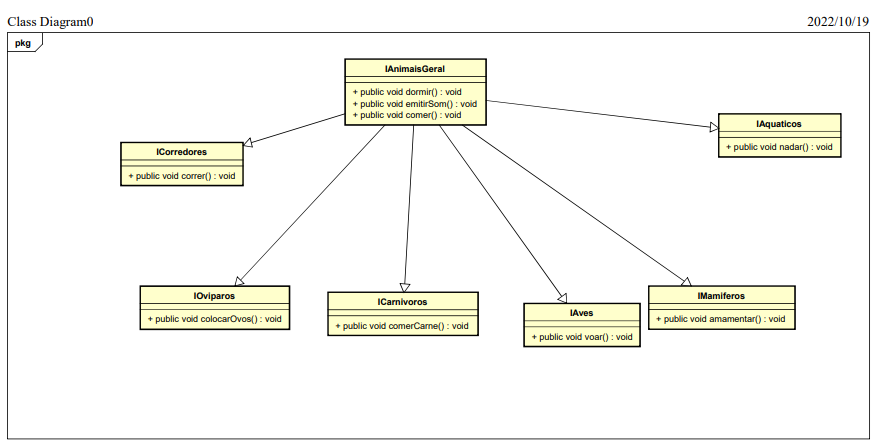 Class Diagram0
2022/10/19
pkg
IAnimaisGeral
+ public void dormir() : void
+ public void emitirSom() : void
+ public void comer() : void
IAquaticos
+ public void nadar() : void
ICorredores
+ public void correr() : void
IOviparos
+ public void colocarOvos() : void
ICarnivoros
+ public void comerCarne() : void
IAves
+ public void voar() : void
IMamiferos
+ public void amamentar() : void